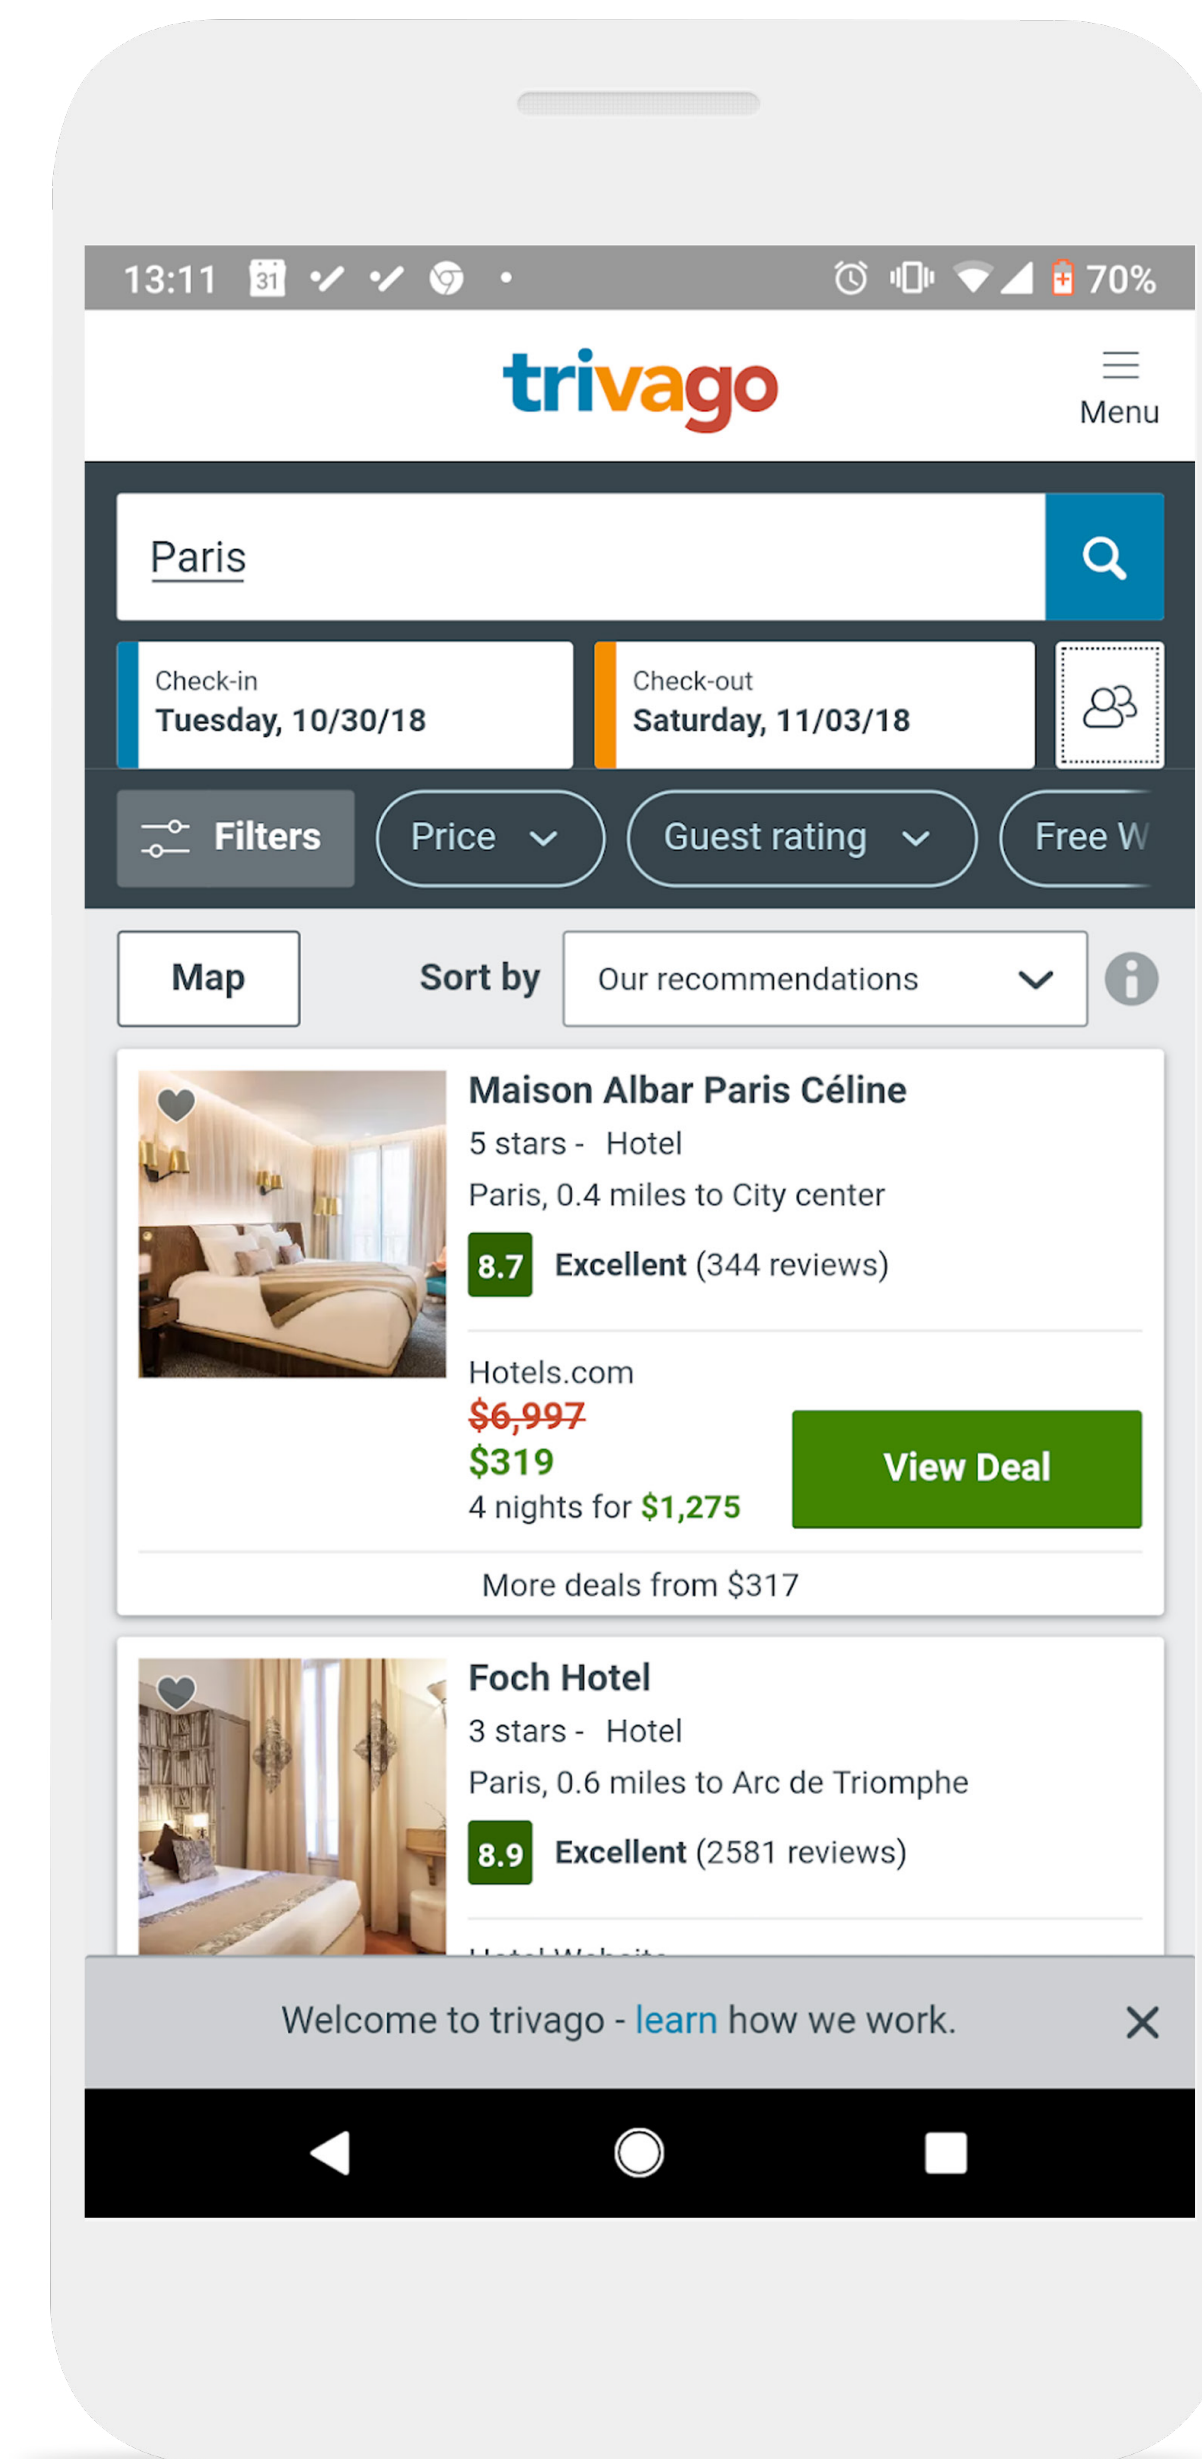 13:11 31 70%
trivago
Menu
Paris
Check-in
Tuesday, 10/30/18
Check-out
Saturday, 11/03/18
Filters Price Guest rating Free W
Map Sort by Our recommendations
Maison Albar Paris Céline
5 stars - Hotel
Paris, 0.4 miles to City center
8.7 Excellent (344 reviews)
Hotels.com
$6,997
$319
4 nights for $1,275
View Deal
More deals from $317
Foch Hotel
3 stars - Hotel
Paris, 0.6 miles to Arc de Triomphe
8.9 Excellent (2581 reviews)
Hotel Website
Welcome to trivago - learn how we work.